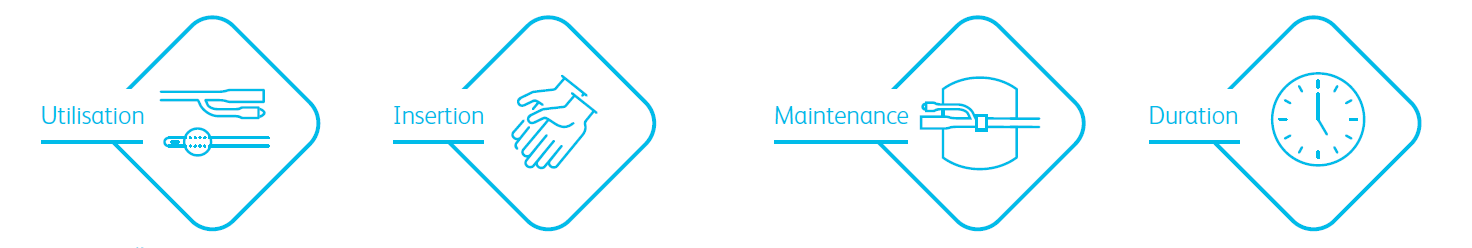 Utilisation
Insertion
Maintenance
Duration